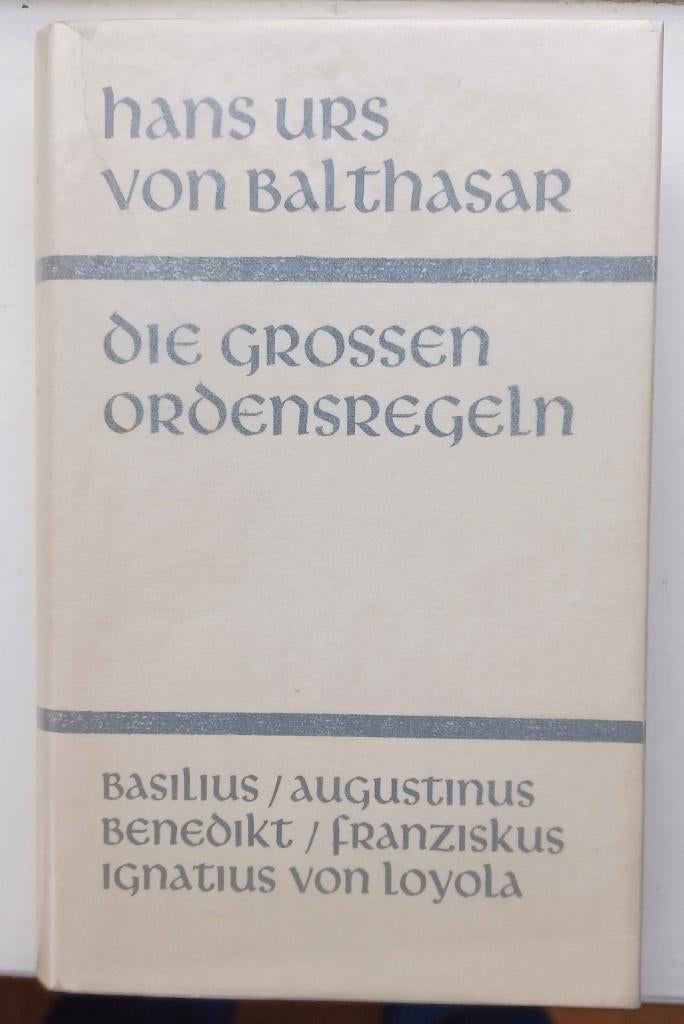 hans urs
von Balthasar
die grossen
ordensregeln
Basilius / Augustinus
Benedikt / Franziskus
Ignatius von Loyola